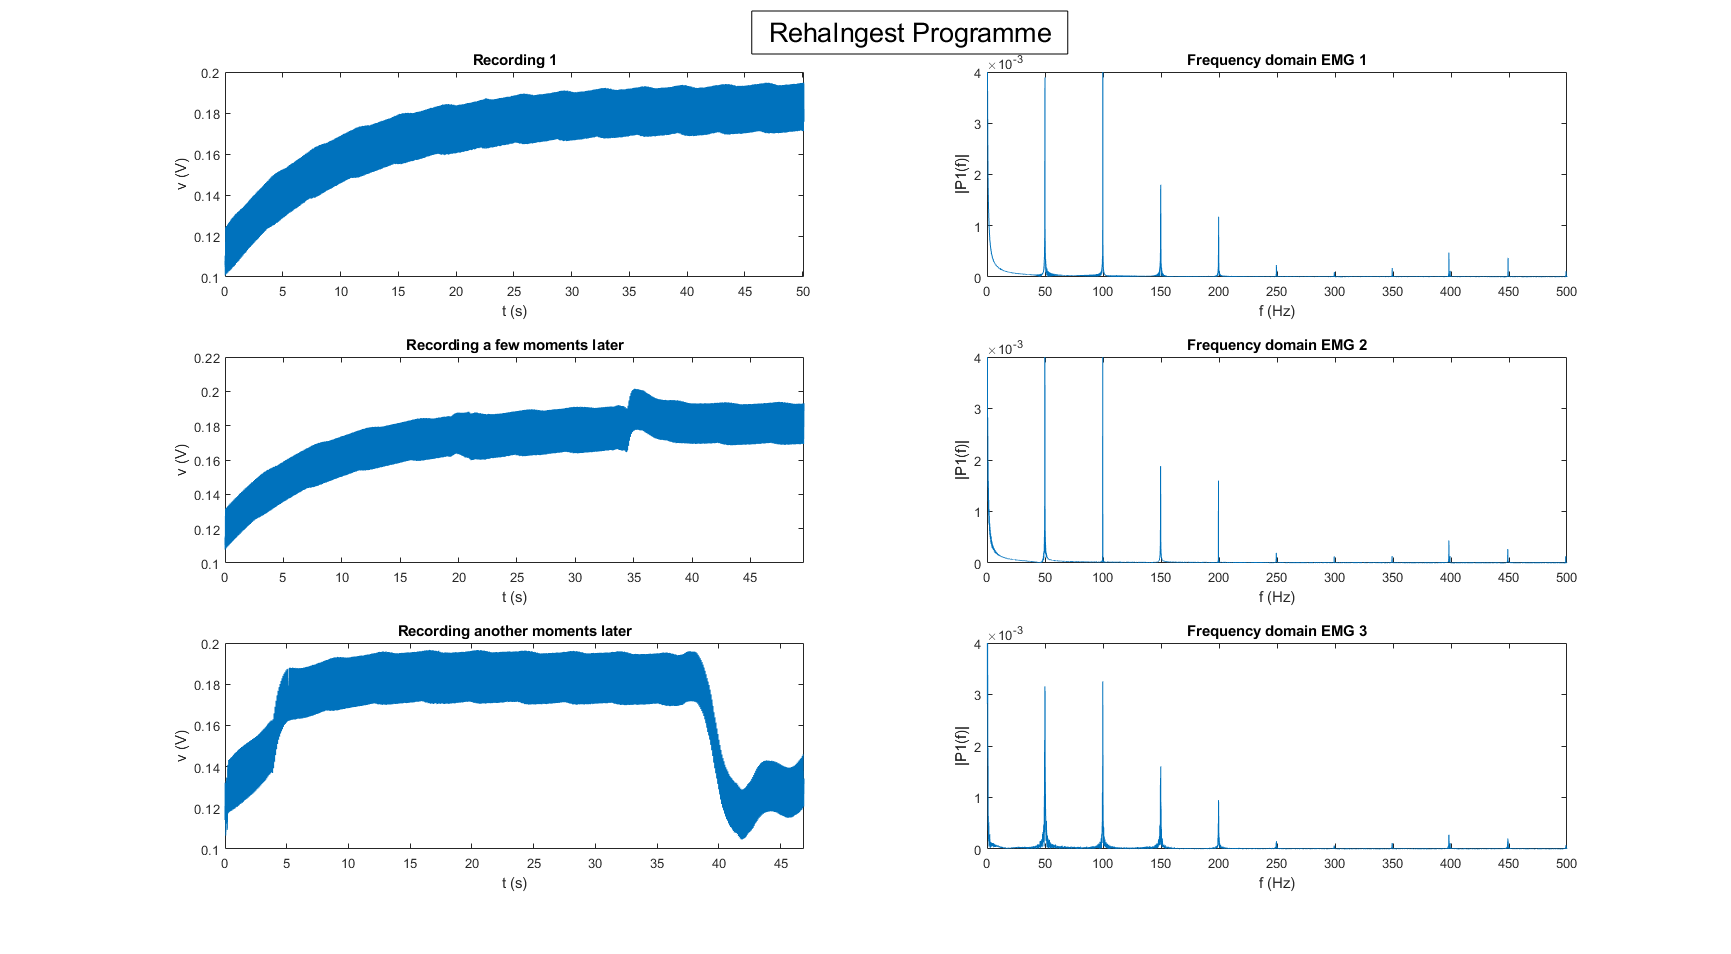 RehaIngest Programme
Recording 1
0.2
0.18
0.16
0.14
0.12
0.1
v (V)
0 5 10 15 20 25 30 35 40 45 50
t (s)
Frequency domain EMG 1
×10-3
4
3
2
1
0
|P1(f)|
0 50 100 150 200 250 300 350 400 450 500
f (Hz)
Recording a few moments later
0.22
0.2
0.18
0.16
0.14
0.12
0.1
v (V)
0 5 10 15 20 25 30 35 40 45
t (s)
Frequency domain EMG 2
×10-3
4
3
2
1
0
|P1(f)|
0 50 100 150 200 250 300 350 400 450 500
f (Hz)
Recording another moments later
0.2
0.18
0.16
0.14
0.12
0.1
v (V)
0 5 10 15 20 25 30 35 40 45
t (s)
Frequency domain EMG 3
×10-3
4
3
2
1
0
|P1(f)|
0 50 100 150 200 250 300 350 400 450 500
f (Hz)